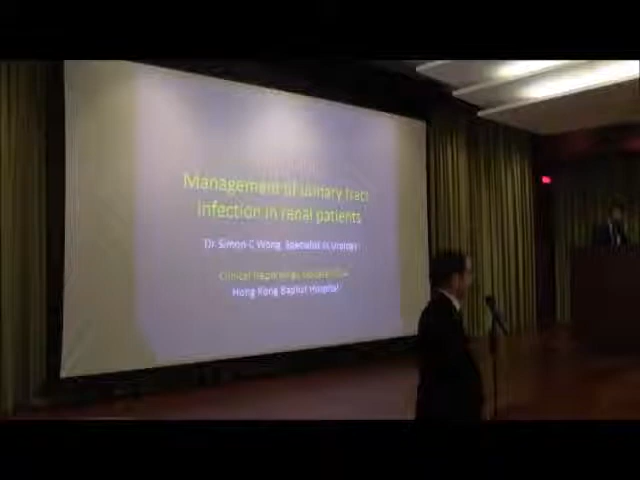 Management of urinary tract
infection in renal patients
Dr Simon C Wong, Specialist in Urology
Clinical
Hong Kong Baptist Hospital